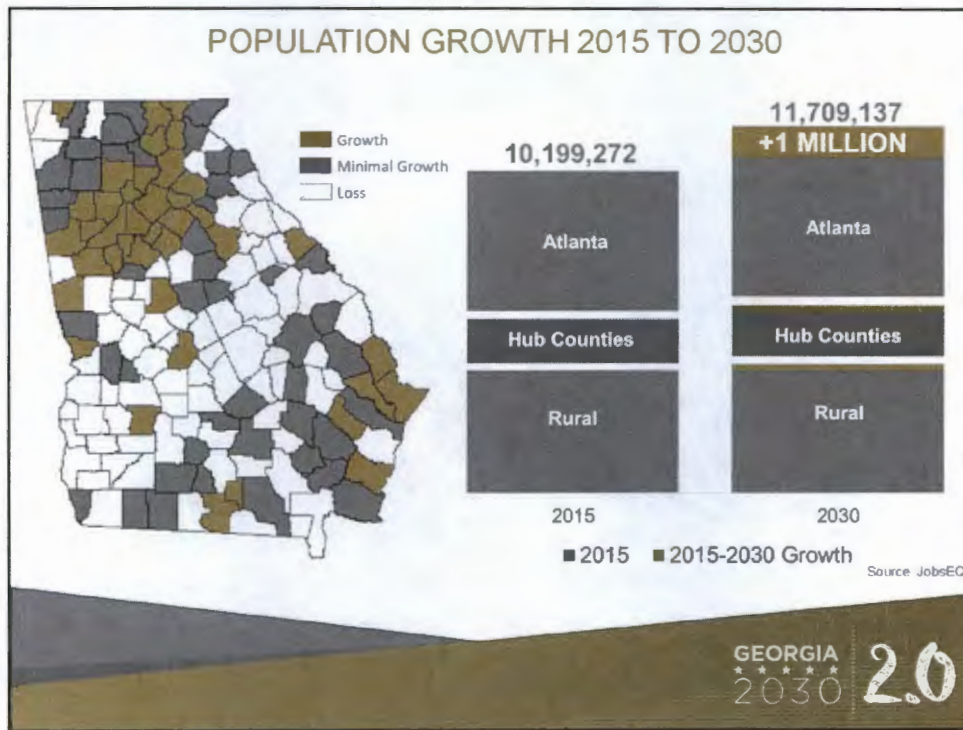 POPULATION GROWTH 2015 TO 2030
Growth
Minimal Growth
Loss
10,199,272
Atlanta
Hub Counties
Rural
2015
11,709,137
+1 MILLION
Atlanta
Hub Counties
Rural
2030
2015
2015-2030 Growth
Source JobsEQ
GEORGIA
2030
2.0